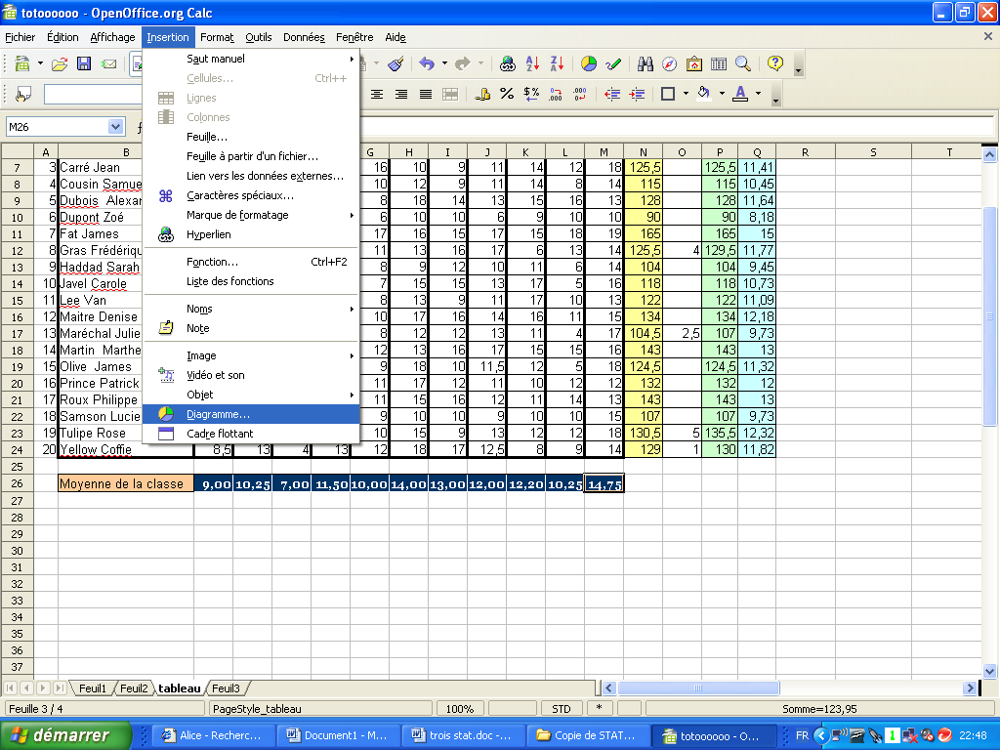 totoooooo - OpenOffice.org Calc
Fichier Édition Affichage Insertion Format Outils Données Fenêtre Aide
Saut manuel
Cellules... Ctrl++
Lignes
Colonnes
Feuille...
Feuille à partir d'un fichier...
Lien vers les données externes...
Caractères spéciaux...
Marque de formatage
Hyperlien
Fonction... Ctrl+F2
Liste des fonctions
Noms
Note
Image
Vidéo et son
Objet
Diagramme...
Cadre flottant
M26
A B G H I J K L M N O P Q R S T
7 3 Carré Jean 16 10 9 11 14 12 18 125,5 125,5 11,41
8 4 Cousin Samue 10 12 9 11 14 8 14 115 115 10,45
9 5 Dubois Alexar 8 18 14 13 15 16 13 128 128 11,64
10 6 Dupont Zoé 6 10 10 6 9 10 10 90 90 8,18
11 7 Fat James 17 16 15 17 15 18 19 165 165 15
12 8 Gras Frédériqu 11 13 16 17 6 13 14 125,5 4 129,5 11,77
13 9 Haddad Sarah 8 9 12 10 11 6 14 104 104 9,45
14 10 Javel Carole 7 15 15 13 17 5 16 118 118 10,73
15 11 Lee Van 8 13 9 11 17 10 13 122 122 11,09
16 12 Maitre Denise 10 17 16 14 16 11 15 134 134 12,18
17 13 Maréchal Julie 8 12 12 13 11 4 17 104,5 2,5 107 9,73
18 14 Martin Marthe 12 13 16 17 15 15 16 143 143 13
19 15 Olive James 9 18 10 11,5 12 5 18 124,5 124,5 11,32
20 16 Prince Patrick 11 17 12 11 10 12 12 132 132 12
21 17 Roux Philippe 11 15 16 12 11 14 13 143 143 13
22 18 Samson Lucie 10 10 9 10 10 10 15 107 107 9,73
23 19 Tulipe Rose 10 15 9 13 12 12 18 130,5 5 135,5 12,32
24 20 Yellow Coffie 8,5 13 4 13 12 18 17 12,5 8 9 14 129 1 130 11,82
25
26 Moyenne de la classe 9,00 10,25 7,00 11,50 10,00 14,00 13,00 12,00 12,20 10,25 14,75
27
28
29
30
31
32
33
34
35
36
37
Feuil1 Feuil2 tableau Feuil3
Feuille 3 / 4 PageStyle_tableau 100% STD * Somme=123,95
démarrer Alice - Recherc... Document1 - M... trois stat.doc -... Copie de STAT... totoooooo - O... FR 1 22:48